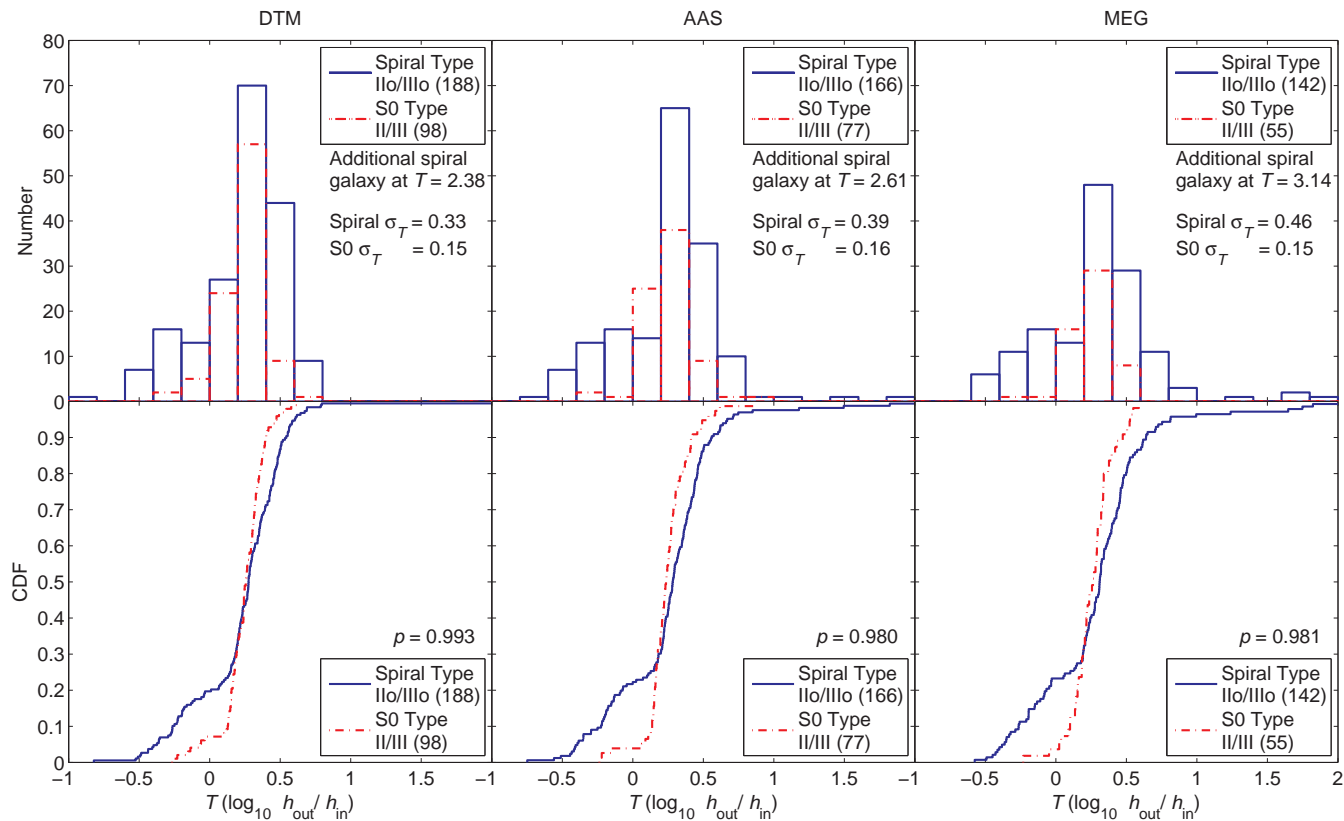 DTM
AAS
MEG
80
70
60
50
40
30
20
10
0
Number
Spiral Type
IIo/IIIo (188)
S0 Type
II/III (98)
Additional spiral
galaxy at T = 2.38
Spiral σT = 0.33
S0 σT = 0.15
Spiral Type
IIo/IIIo (166)
S0 Type
II/III (77)
Additional spiral
galaxy at T = 2.61
Spiral σT = 0.39
S0 σT = 0.16
Spiral Type
IIo/IIIo (142)
S0 Type
II/III (55)
Additional spiral
galaxy at T = 3.14
Spiral σT = 0.46
S0 σT = 0.15
0.9
0.8
0.7
0.6
0.5
0.4
0.3
0.2
0.1
0
CDF
p = 0.993
Spiral Type
IIo/IIIo (188)
S0 Type
II/III (98)
p = 0.980
Spiral Type
IIo/IIIo (166)
S0 Type
II/III (77)
p = 0.981
Spiral Type
IIo/IIIo (142)
S0 Type
II/III (55)
-1 -0.5 0 0.5 1 1.5 -1 -0.5 0 0.5 1 1.5 -1 -0.5 0 0.5 1 1.5 2
T (log10 hout/ hin)
T (log10 hout/ hin)
T (log10 hout/ hin)